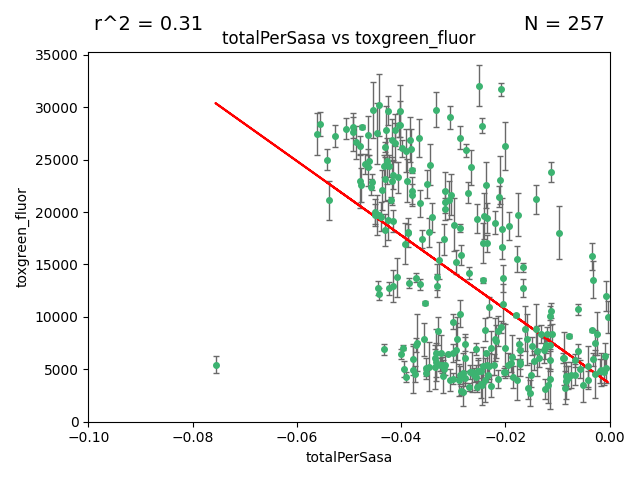 r^2 = 0.31 N = 257
totalPerSasa vs toxgreen_fluor
35000
30000
25000
20000
15000
10000
5000
0
toxgreen_fluor
−0.10 −0.08 −0.06 −0.04 −0.02 0.00
totalPerSasa